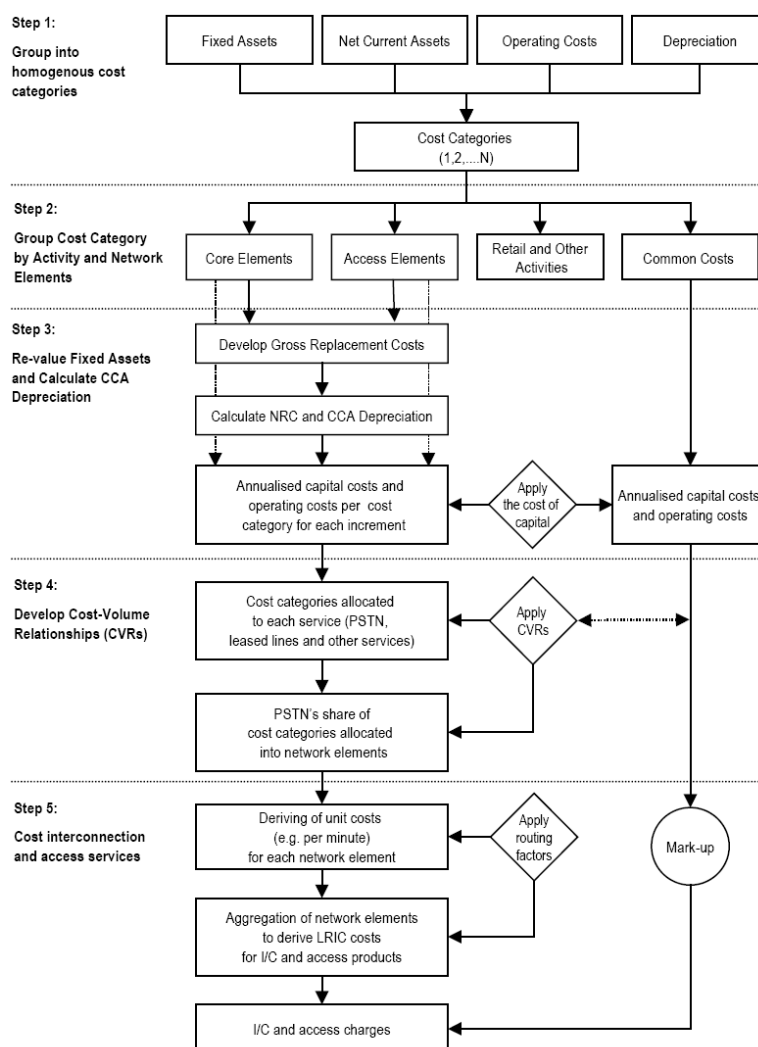 Step 1:
Group into
homogenous cost
categories
Fixed Assets
Net Current Assets
Operating Costs
Depreciation
Cost Categories
(1,2,....N)
Step 2:
Group Cost Category
by Activity and Network
Elements
Core Elements
Access Elements
Retail and Other
Activities
Common Costs
Step 3:
Re-value Fixed Assets
and Calculate CCA
Depreciation
Develop Gross Replacement Costs
Calculate NRC and CCA Depreciation
Annualised capital costs and
operating costs per cost
category for each increment
Apply
the cost of
capital
Annualised capital costs
and operating costs
Step 4:
Develop Cost-Volume
Relationships (CVRs)
Cost categories allocated
to each service (PSTN,
leased lines and other services)
Apply
CVRs
PSTN's share of
cost categories allocated
into network elements
Step 5:
Cost interconnection
and access services
Deriving of unit costs
(e.g. per minute)
for each network element
Apply
routing
factors
Mark-up
Aggregation of network elements
to derive LRIC costs
for I/C and access products
I/C and access charges